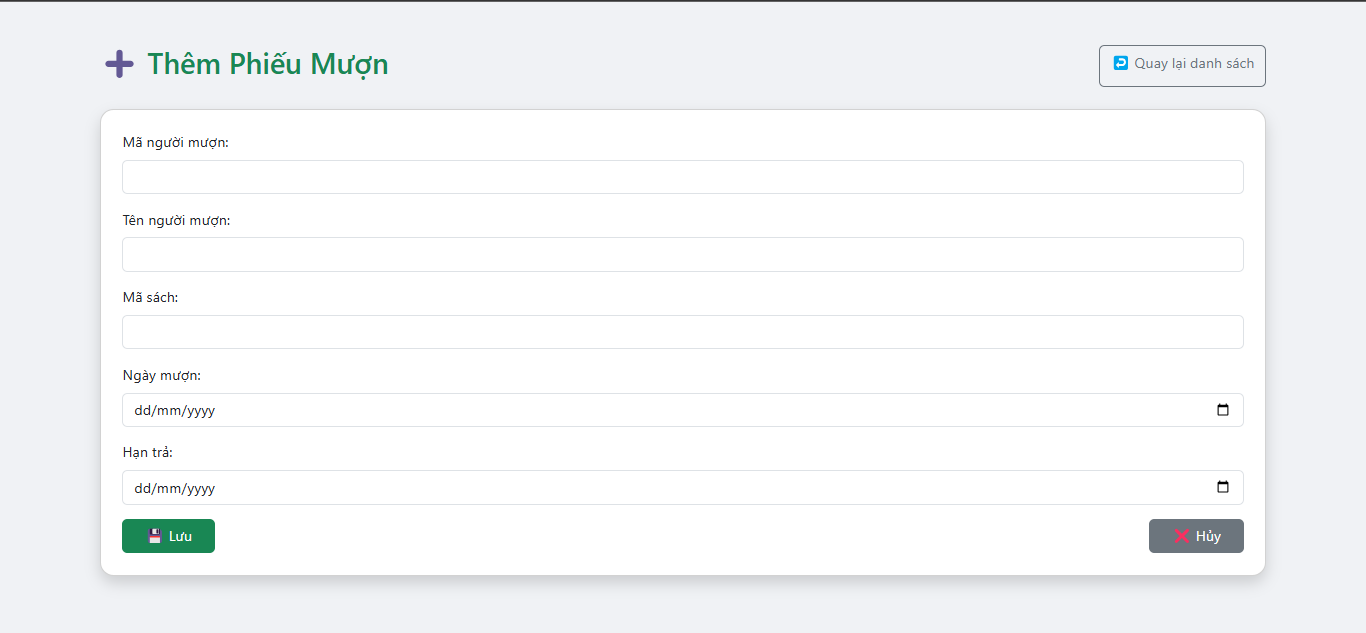 Thêm Phiếu Mượn
Quay lại danh sách
Mã người mượn:
Tên người mượn:
Mã sách:
Ngày mượn:
dd/mm/yyyy
Hạn trả:
dd/mm/yyyy
Lưu
Hủy